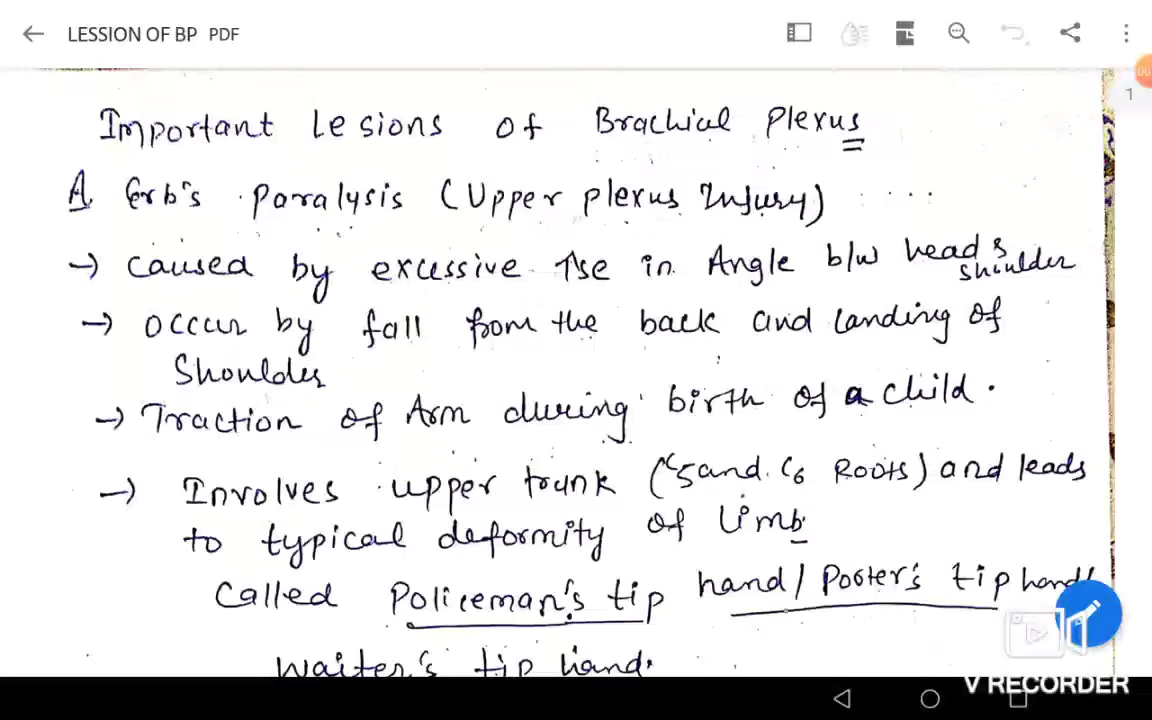 LESSION OF BP PDF
00
1
Important Lesions of Brachial Plexus
A. Erb's Paralysis (Upper plexus Injury) ....
→ caused by excessive ↑se in Angle b/w head & shoulder
→ occur by fall from the back and landing of
Shoulder
→ Traction of Arm during birth of a child.
→ Involves upper trunk (C5 and C6 Roots) and leads
to typical deformity of limb
called Policeman's tip hand/ Porter's tip hand/
Waiter's tip hand.
V RECORDER